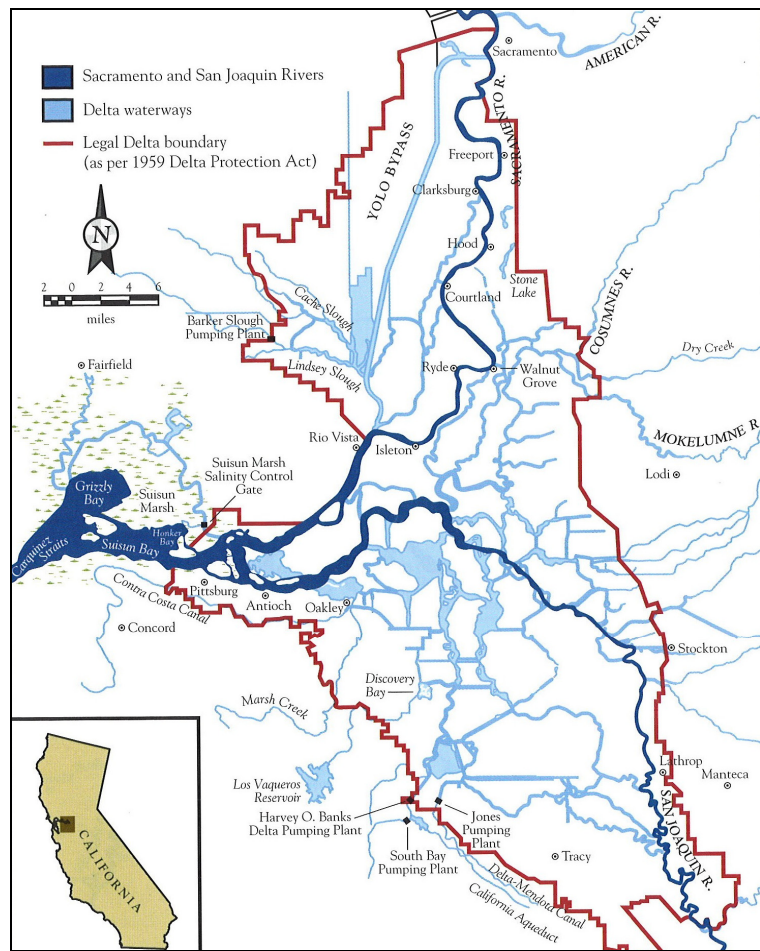 Sacramento and San Joaquin Rivers
Delta waterways
Legal Delta boundary
(as per 1959 Delta Protection Act)
N
2 0 2 4 6
miles
Sacramento
AMERICAN R.
SACRAMENTO R.
YOLO BYPASS
Freeport
Clarksburg
Hood
Stone
Lake
Courtland
COSUMNES R.
Cache Slough
Barker Slough
Pumping Plant
Lindsey Slough
Dry Creek
Fairfield
Ryde
Walnut
Grove
MOKELUMNE R.
Rio Vista
Isleton
Lodi
Suisun Marsh
Salinity Control
Gate
Grizzly
Bay
Suisun
Marsh
Honker
Bay
Suisun Bay
Carquinez
Straits
Pittsburg
Antioch
Oakley
Contra Costa Canal
Concord
Stockton
Discovery
Bay
Marsh Creek
Los Vaqueros
Reservoir
Lathrop
Manteca
SAN JOAQUIN R.
Harvey O. Banks
Delta Pumping Plant
Jones
Pumping
Plant
South Bay
Pumping Plant
Tracy
Delta-Mendota Canal
California Aqueduct
CALIFORNIA